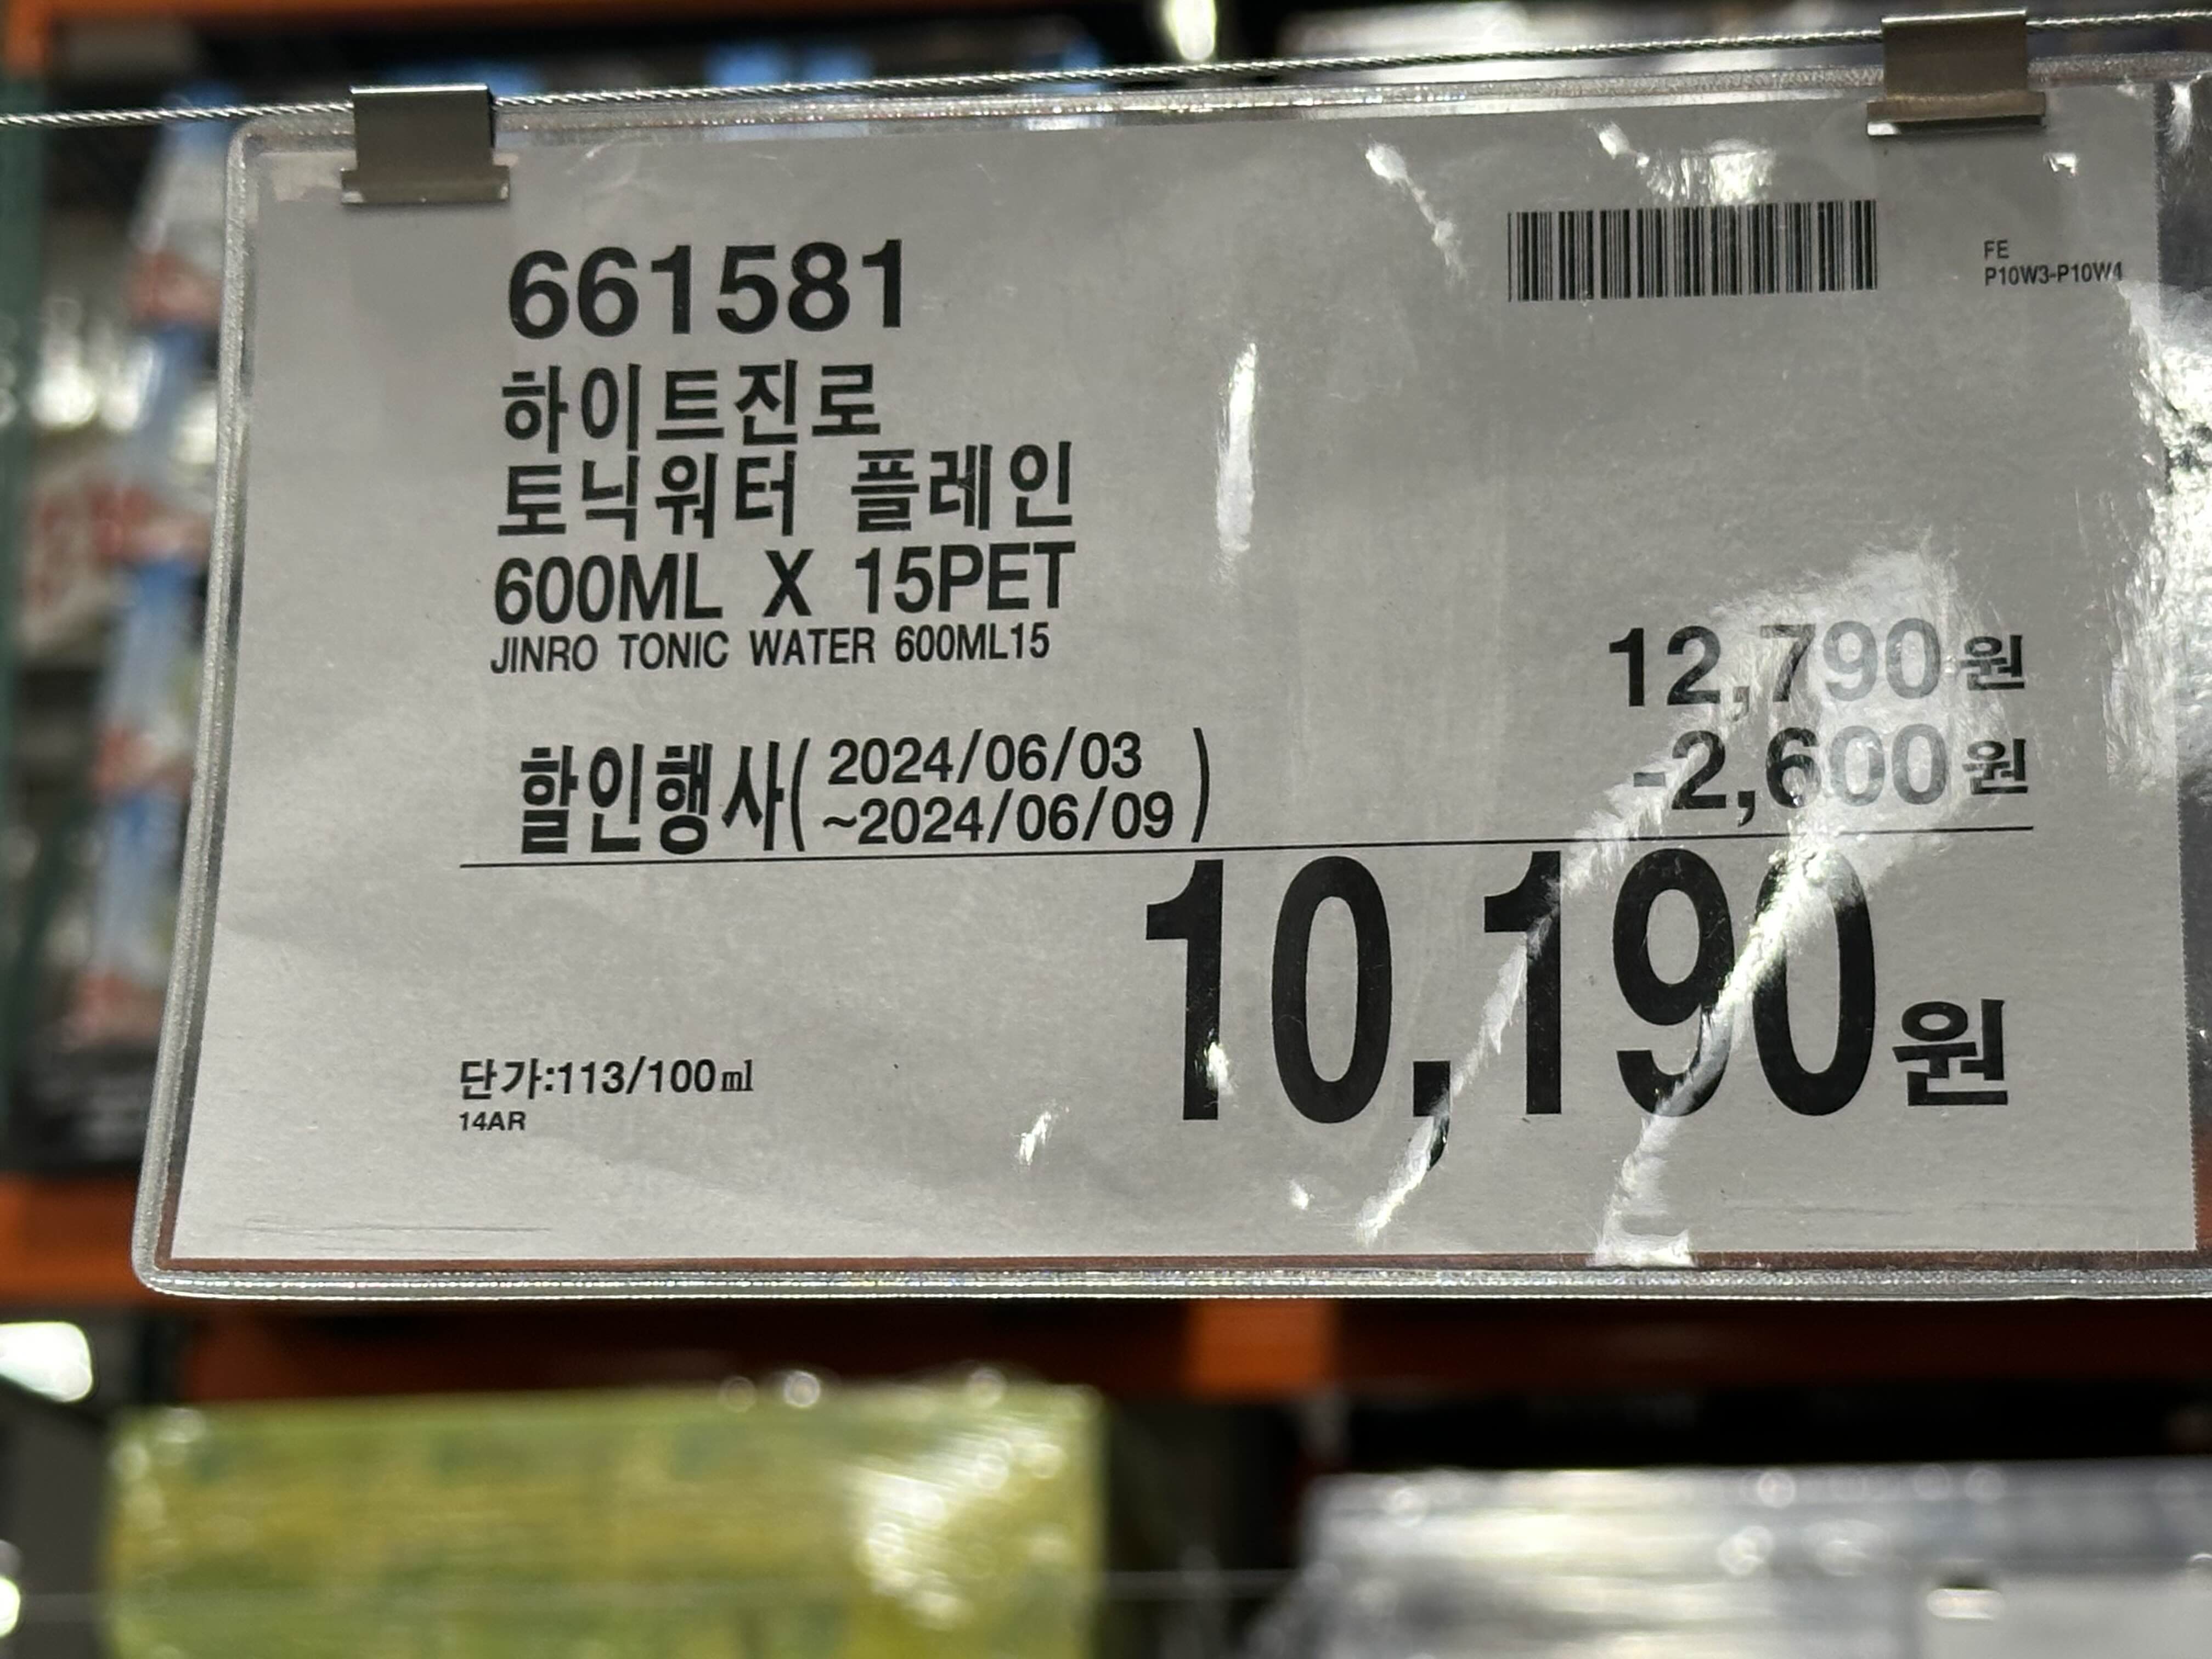 661581
FE
P10W3-P10W4
하이트진로
토닉워터 플레인
600ML X 15PET
JINRO TONIC WATER 600ML15
12,790원
-2,600원
할인행사( 2024/06/03
~2024/06/09 )
10,190원
단가:113/100㎖
14AR